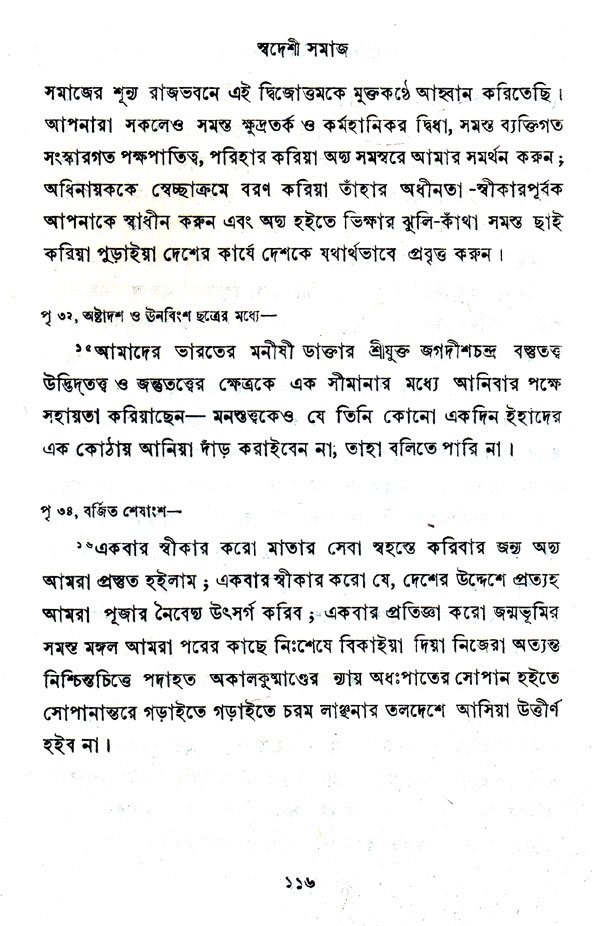 স্বদেশী সমাজ
সমাজের শূন্য রাজভবনে এই দ্বিজোত্তমকে মুক্তকণ্ঠে আহ্বান করিতেছি।
আপনারা সকলেও সমস্ত ক্ষুদ্রতর্ক ও কর্মহানিকর দ্বিধা, সমস্ত ব্যক্তিগত
সংস্কারগত পক্ষপাতিত্ব, পরিহার করিয়া অদ্য সমস্বরে আমার সমর্থন করুন;
অধিনায়ককে স্বেচ্ছাক্রমে বরণ করিয়া তাঁহার অধীনতা -স্বীকারপূর্বক
আপনাকে স্বাধীন করুন এবং অদ্য হইতে ভিক্ষার ঝুলি-কাঁথা সমস্ত ছাই
করিয়া পুড়াইয়া দেশের কার্যে দেশকে যথার্থভাবে প্রবৃত্ত করুন।
পৃ ৩২, অষ্টাদশ ও ঊনবিংশ ছত্রের মধ্যে—
১৫আমাদের ভারতের মনীষী ডাক্তার শ্রীযুক্ত জগদীশচন্দ্র বস্তুতত্ত্ব
উদ্ভিদ্‌তত্ত্ব ও জন্তুতত্ত্বের ক্ষেত্রকে এক সীমানার মধ্যে আনিবার পক্ষে
সহায়তা করিয়াছেন— মনস্তত্ত্বকেও যে তিনি কোনো একদিন ইহাদের
এক কোঠায় আনিয়া দাঁড় করাইবেন না; তাহা বলিতে পারি না।
পৃ ৩৪, বর্জিত শেষাংশ—
১৬একবার স্বীকার করো মাতার সেবা স্বহস্তে করিবার জন্য অদ্য
আমরা প্রস্তুত হইলাম; একবার স্বীকার করো যে, দেশের উদ্দেশে প্রত্যহ
আমরা পূজার নৈবেদ্য উৎসর্গ করিব; একবার প্রতিজ্ঞা করো জন্মভূমির
সমস্ত মঙ্গল আমরা পরের কাছে নিঃশেষে বিকাইয়া দিয়া নিজেরা অত্যন্ত
নিশ্চিন্তচিত্তে পদাহত অকালকুষ্মাণ্ডের ন্যায় অধঃপাতের সোপান হইতে
সোপানান্তরে গড়াইতে গড়াইতে চরম লাঞ্ছনার তলদেশে আসিয়া উত্তীর্ণ
হইব না।
১১৬